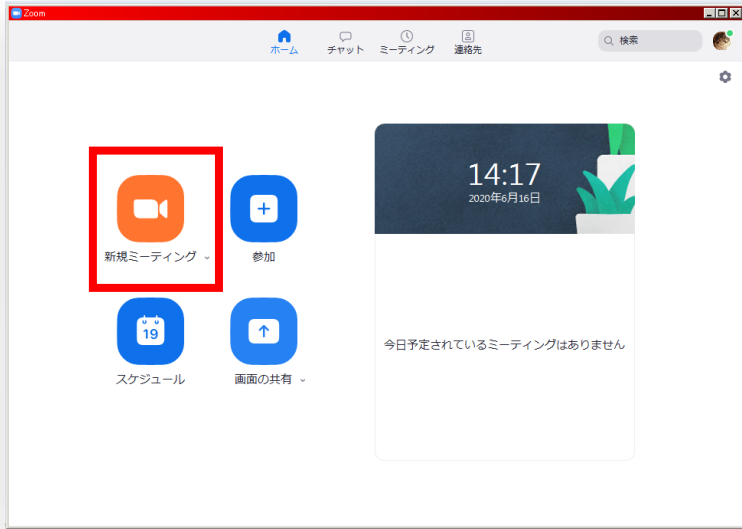 Zoom
ホーム
チャット
ミーティング
連絡先
検索
14:17
2020年6月16日
新規ミーティング
参加
19
スケジュール
画面の共有
今日予定されているミーティングはありません